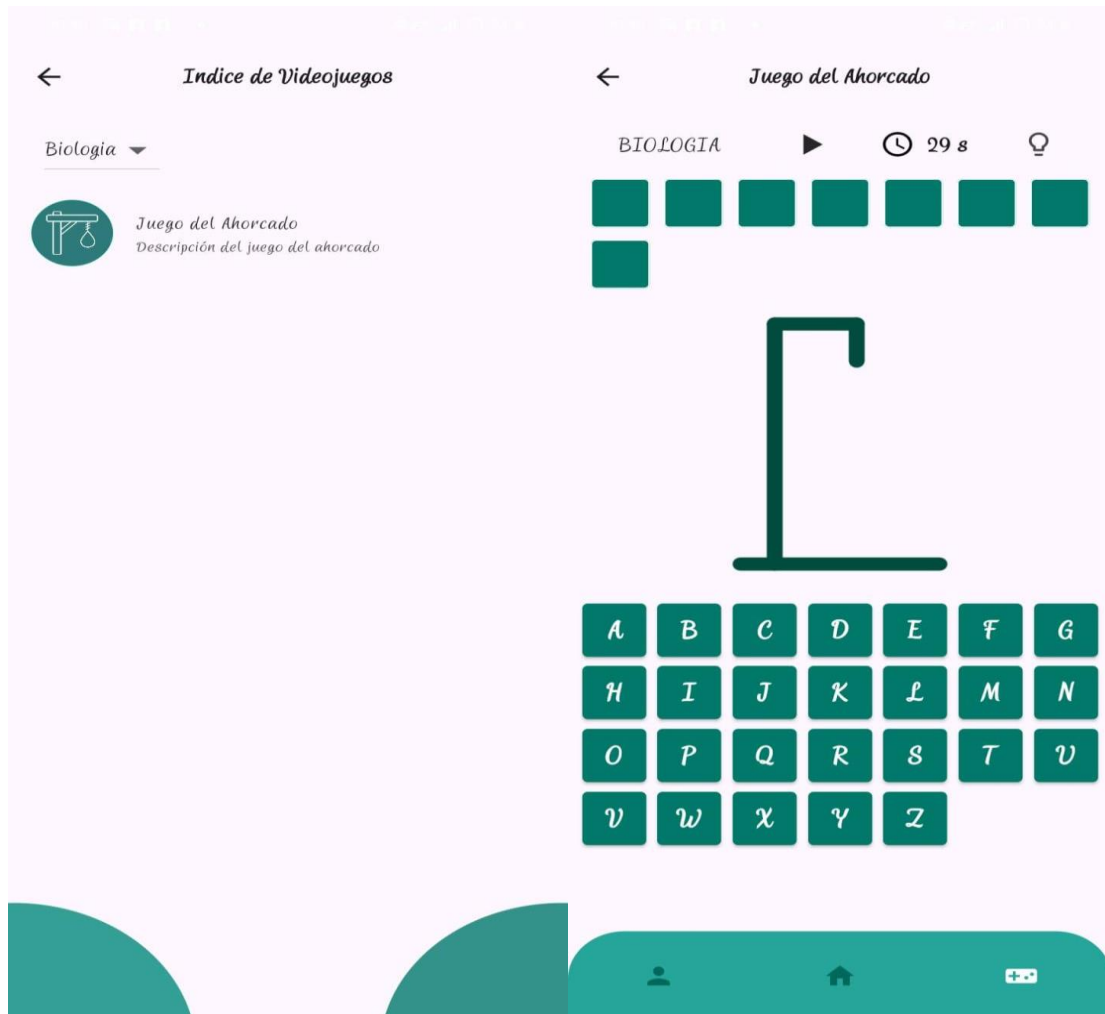 Indice de Videojuegos
Biologia
Juego del Ahorcado
Descripción del juego del ahorcado
Juego del Ahorcado
BIOLOGIA 29 s
A B C D E F G
H I J K L M N
O P Q R S T U
V W X Y Z